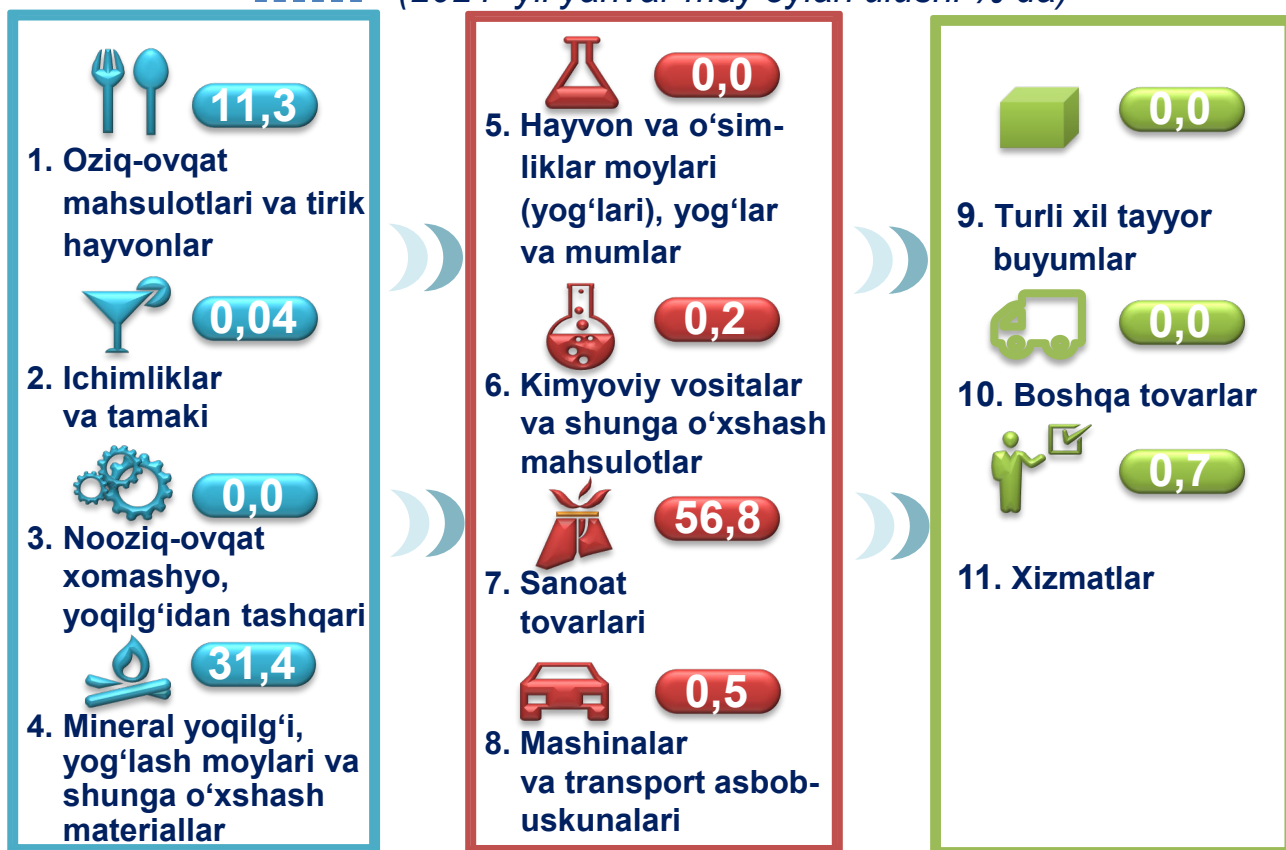 11,3
1. Oziq-ovqat
mahsulotlari va tirik
hayvonlar
0,04
2. Ichimliklar
va tamaki
0,0
3. Nooziq-ovqat
xomashyo,
yoqilg‘idan tashqari
31,4
4. Mineral yoqilg‘i,
yog‘lash moylari va
shunga o‘xshash
materiallar
0,0
5. Hayvon va o‘sim-
liklar moylari
(yog‘lari), yog‘lar
va mumlar
0,2
6. Kimyoviy vositalar
va shunga o‘xshash
mahsulotlar
56,8
7. Sanoat
tovarlari
0,5
8. Mashinalar
va transport asbob-
uskunalari
0,0
9. Turli xil tayyor
buyumlar
0,0
10. Boshqa tovarlar
0,7
11. Xizmatlar